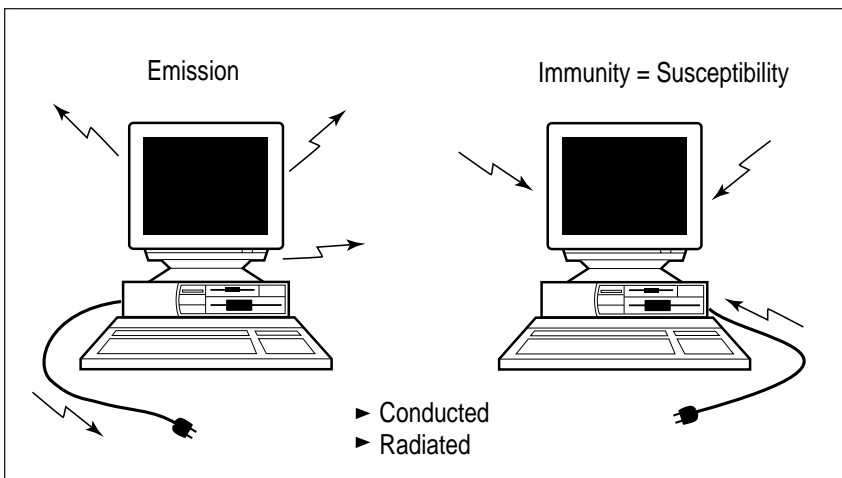 Emission
Immunity = Susceptibility
► Conducted
► Radiated